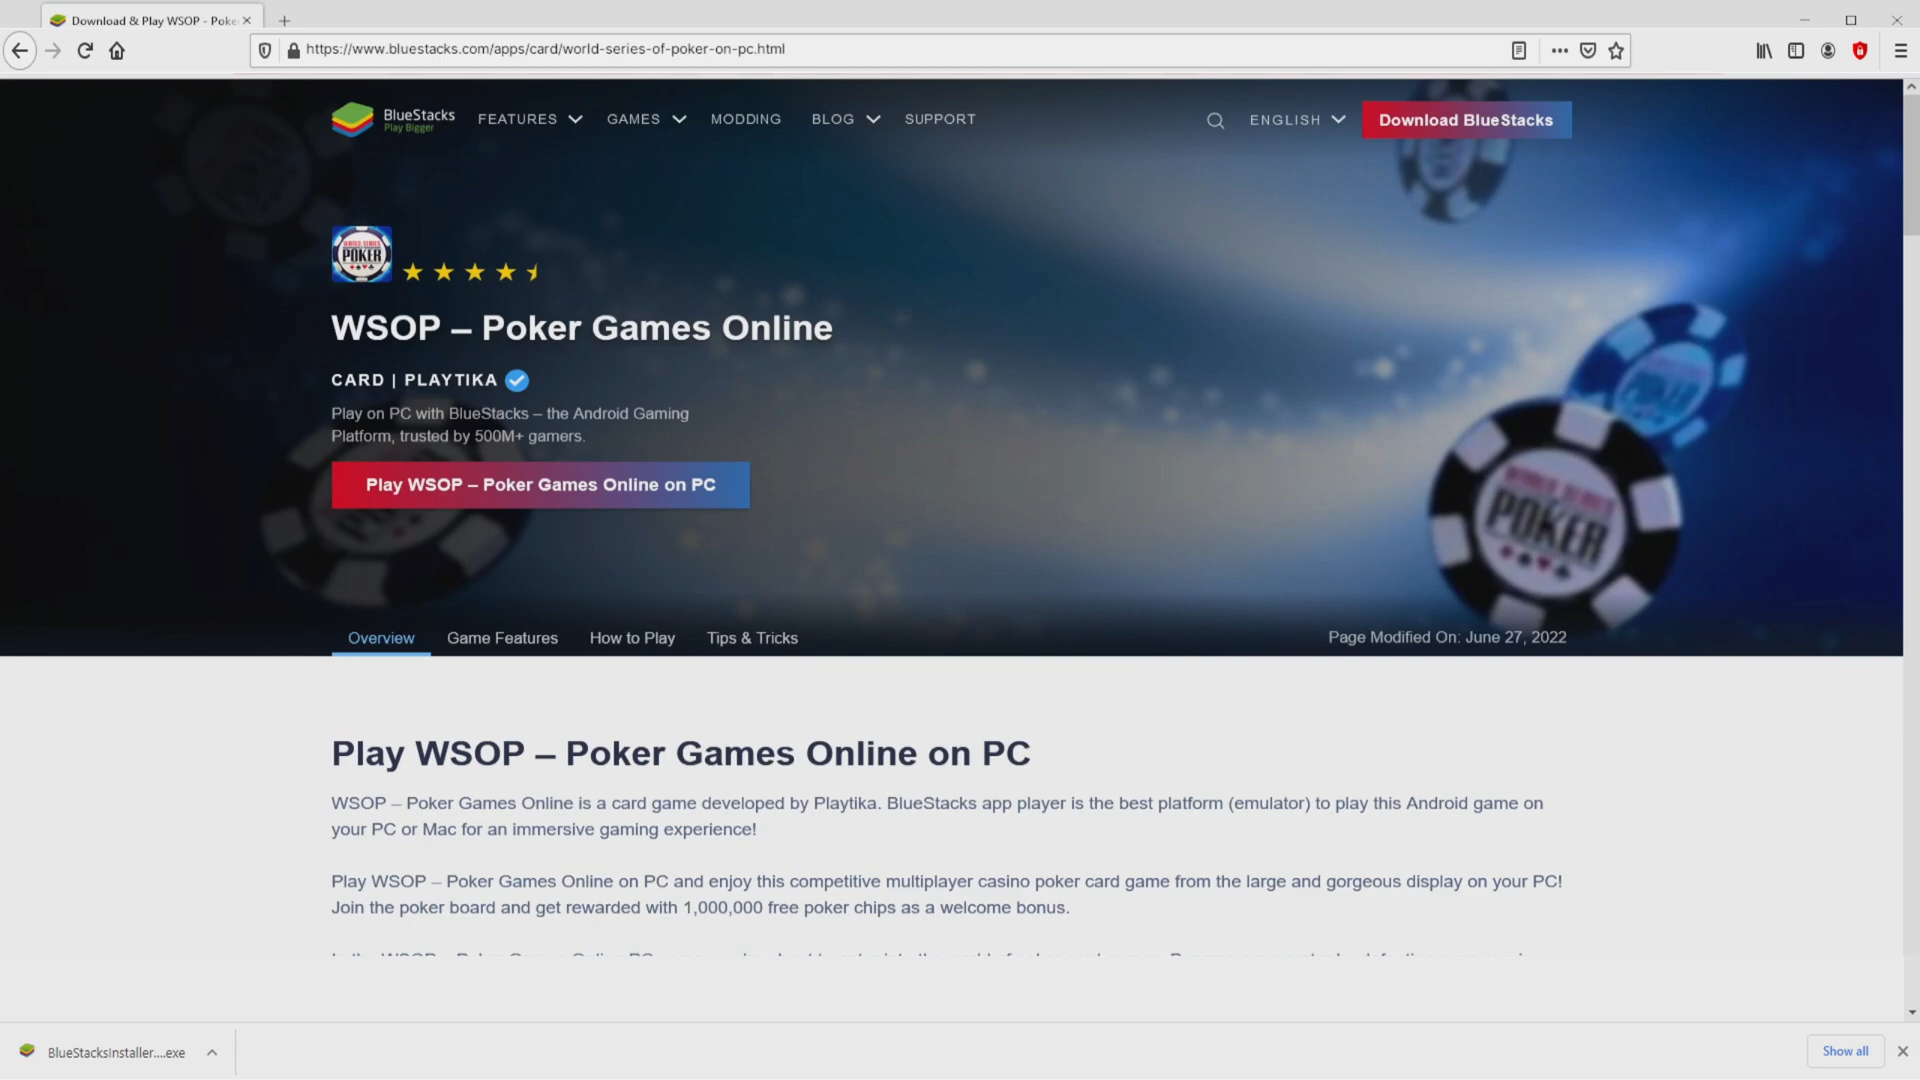 Download & Play WSOP - Poke
https://www.bluestacks.com/apps/card/world-series-of-poker-on-pc.html
BlueStacks
Play Bigger
FEATURES
GAMES
MODDING
BLOG
SUPPORT
ENGLISH
Download BlueStacks
WORLD SERIES
POKER
WSOP – Poker Games Online
CARD | PLAYTIKA
Play on PC with BlueStacks – the Android Gaming
Platform, trusted by 500M+ gamers.
Play WSOP – Poker Games Online on PC
WORLD SERIES
POKER
Overview
Game Features
How to Play
Tips & Tricks
Page Modified On: June 27, 2022
Play WSOP – Poker Games Online on PC
WSOP – Poker Games Online is a card game developed by Playtika. BlueStacks app player is the best platform (emulator) to play this Android game on
your PC or Mac for an immersive gaming experience!
Play WSOP – Poker Games Online on PC and enjoy this competitive multiplayer casino poker card game from the large and gorgeous display on your PC!
Join the poker board and get rewarded with 1,000,000 free poker chips as a welcome bonus.
BlueStacksInstaller....exe
Show all